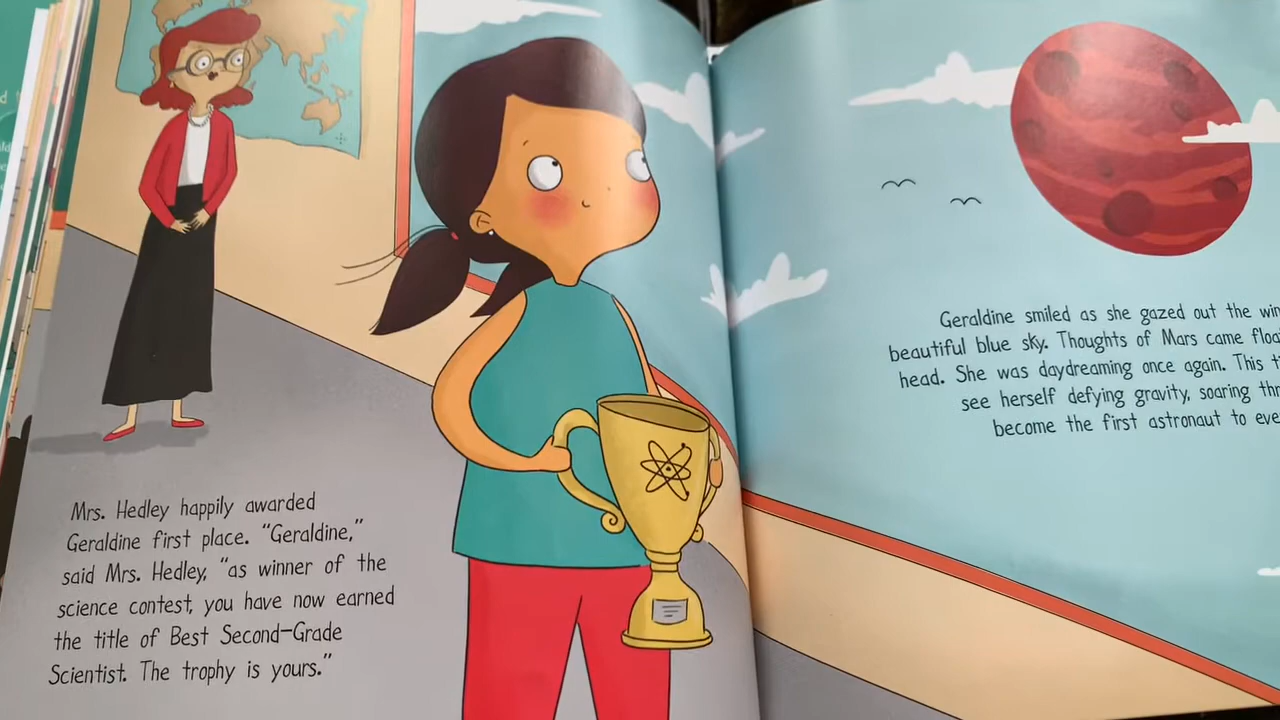 Mrs. Hedley happily awarded
Geraldine first place. "Geraldine,"
said Mrs. Hedley, "as winner of the
science contest, you have now earned
the title of Best Second-Grade
Scientist. The trophy is yours."
Geraldine smiled as she gazed out the
beautiful blue sky. Thoughts of Mars came
head. She was daydreaming once again. This
see herself defying gravity, soaring
become the first astronaut to